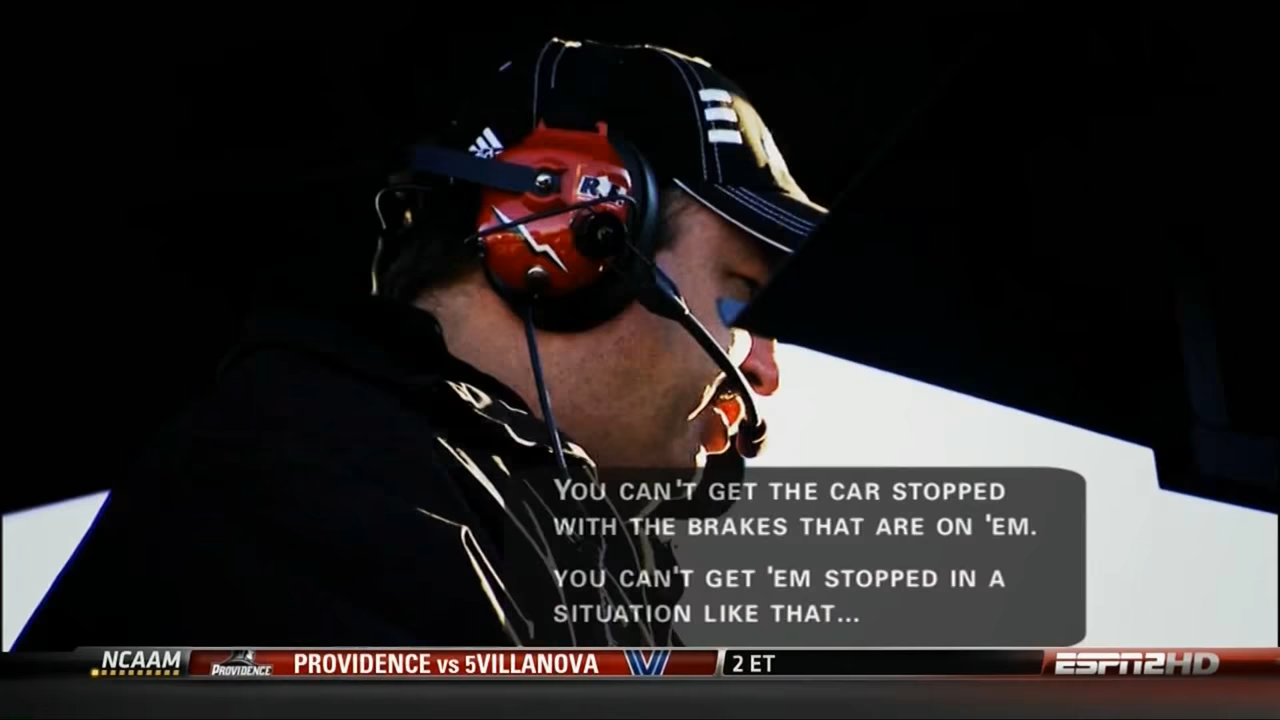 YOU CAN'T GET THE CAR STOPPED
WITH THE BRAKES THAT ARE ON 'EM.
YOU CAN'T GET 'EM STOPPED IN A
SITUATION LIKE THAT...
NCAAM PROVIDENCE PROVIDENCE vs 5VILLANOVA 2 ET ESPN2HD